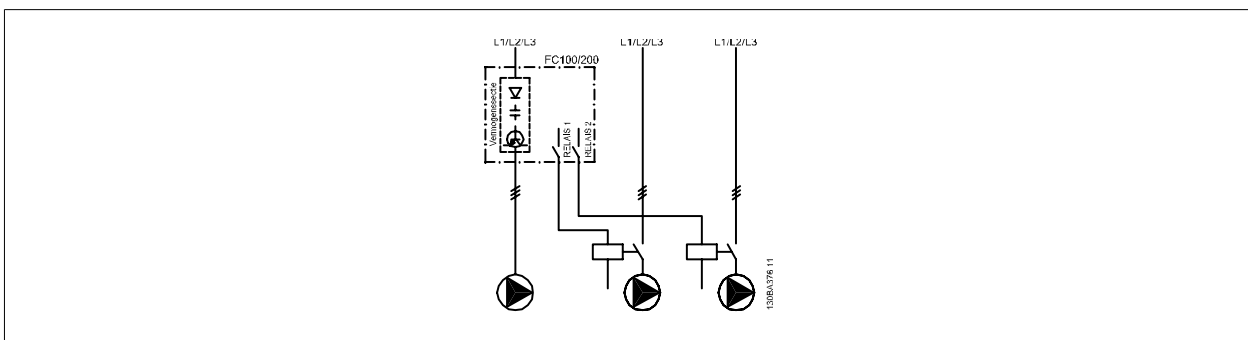 L1/L2/L3
L1/L2/L3
L1/L2/L3
FC100/200
Vermogenssectie
RELAIS 1
RELAIS 2
130BA376.11